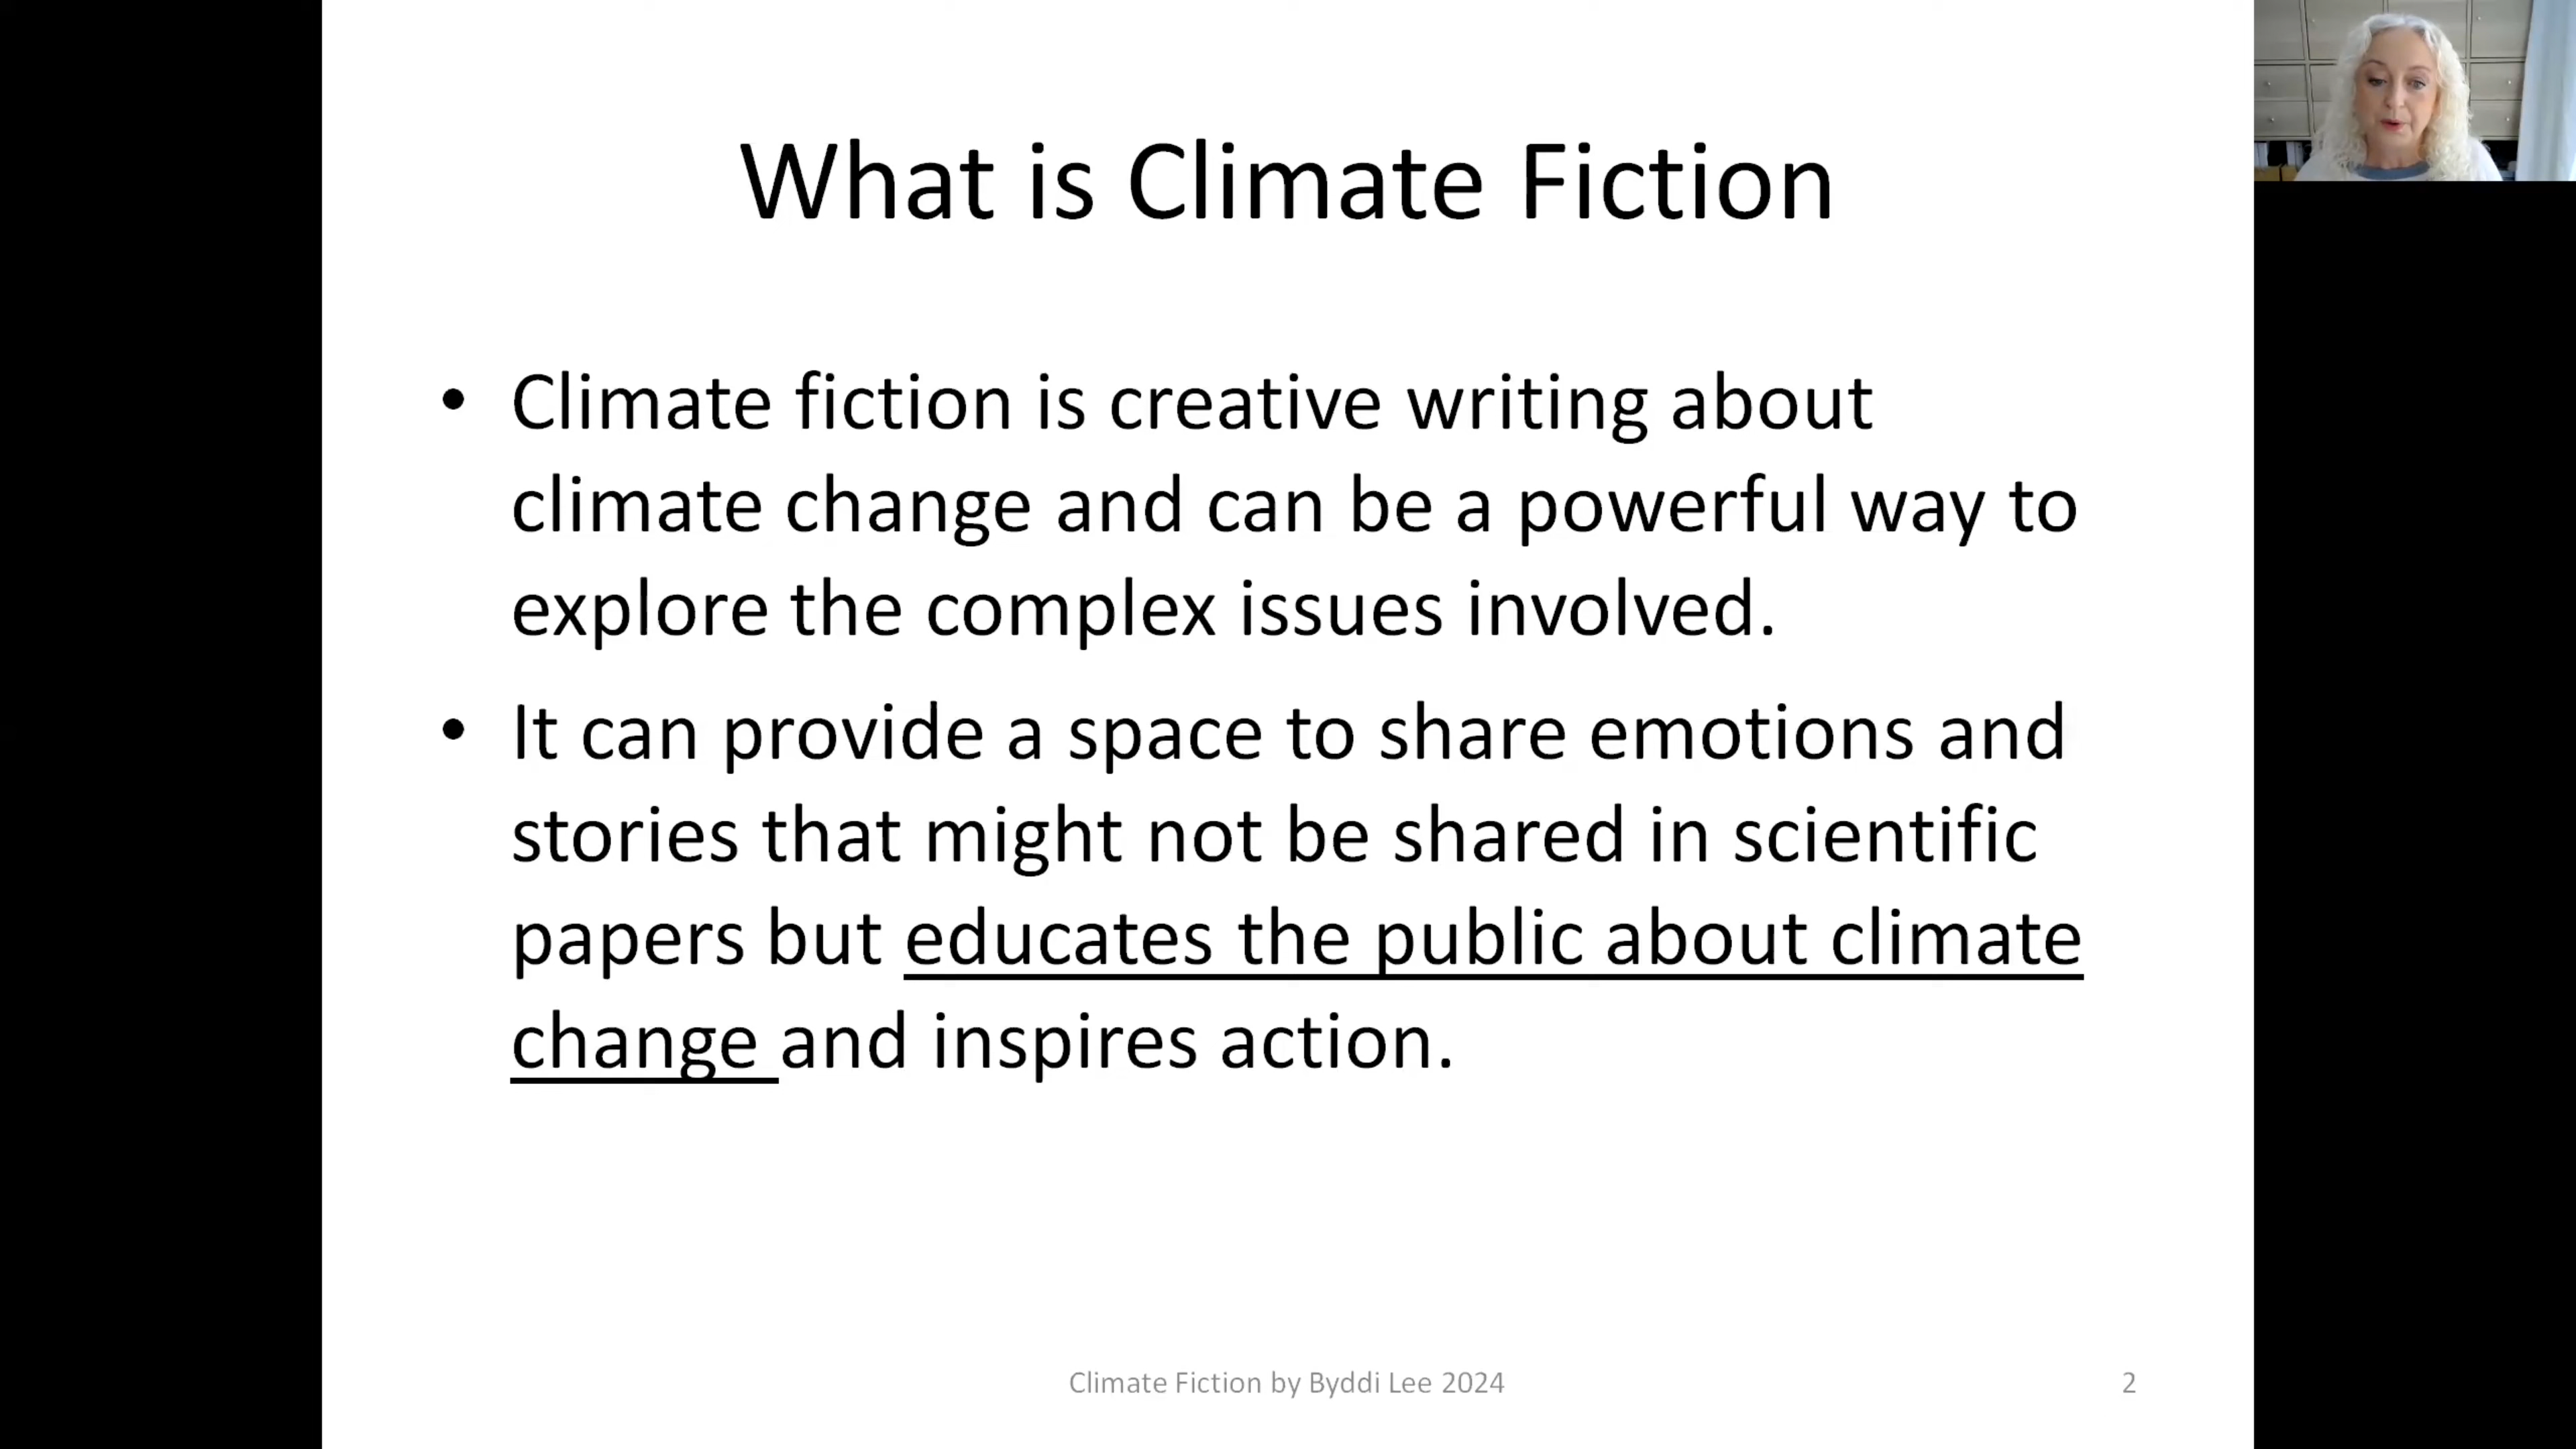 What is Climate Fiction
• Climate fiction is creative writing about
climate change and can be a powerful way to
explore the complex issues involved.
• It can provide a space to share emotions and
stories that might not be shared in scientific
papers but educates the public about climate
change and inspires action.
Climate Fiction by Byddi Lee 2024
2